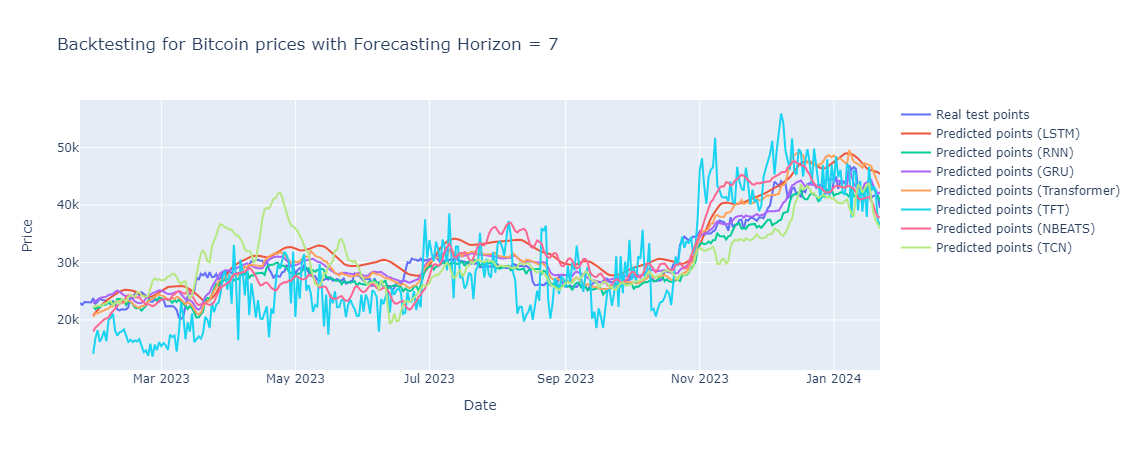 Backtesting for Bitcoin prices with Forecasting Horizon = 7
Price
50k
40k
30k
20k
Mar 2023
May 2023
Jul 2023
Sep 2023
Nov 2023
Jan 2024
Date
Real test points
Predicted points (LSTM)
Predicted points (RNN)
Predicted points (GRU)
Predicted points (Transformer)
Predicted points (TFT)
Predicted points (NBEATS)
Predicted points (TCN)